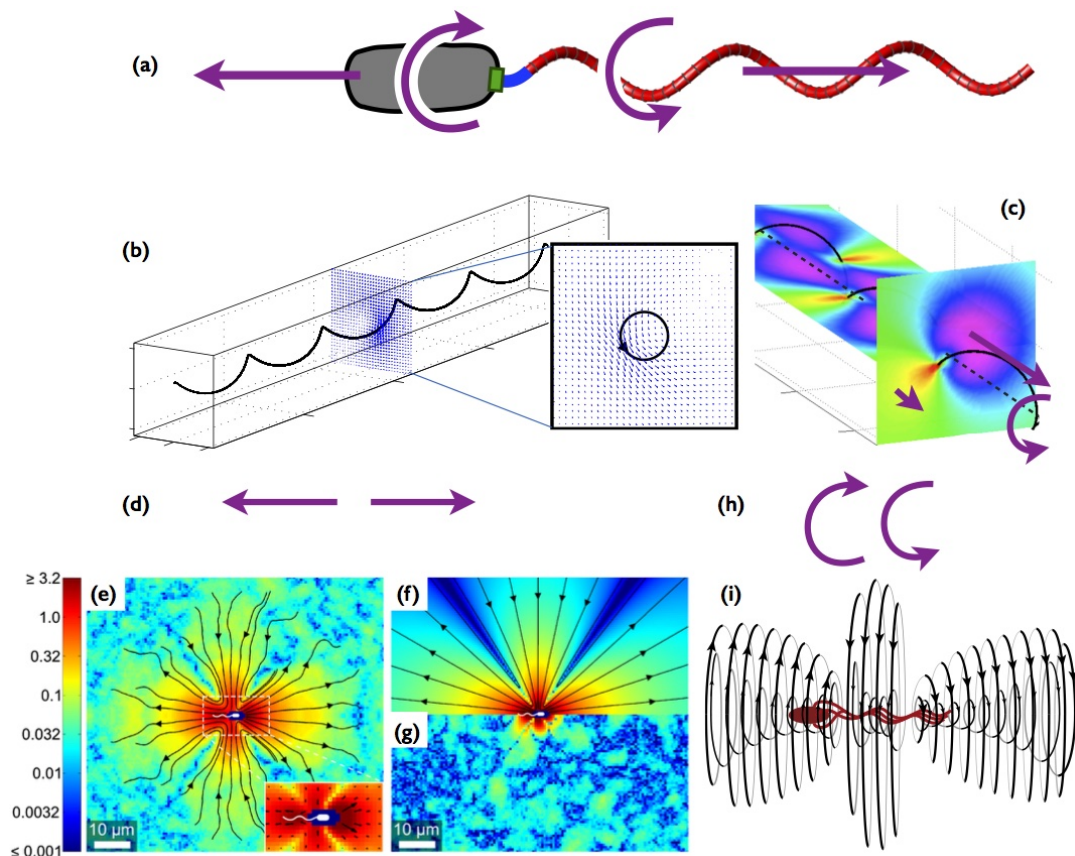 (a)
(b)
(c)
(d)
(h)
≥ 3.2
1.0
0.32
0.1
0.032
0.01
0.0032
≤ 0.001
(e)
10 μm
(f)
(g)
10 μm
(i)